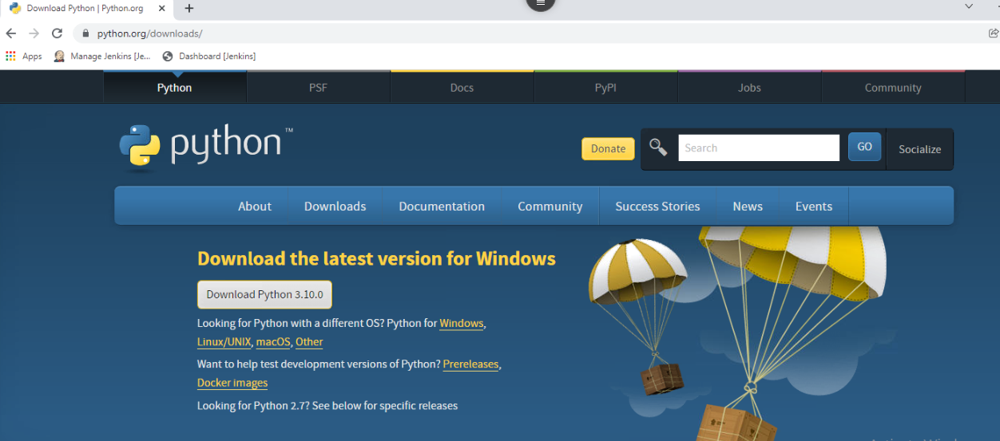 Download Python | Python.org
python.org/downloads/
Apps Manage Jenkins [Je... Dashboard [Jenkins]
Python PSF Docs PyPI Jobs Community
python™
Donate Search GO Socialize
About Downloads Documentation Community Success Stories News Events
Download the latest version for Windows
Download Python 3.10.0
Looking for Python with a different OS? Python for Windows,
Linux/UNIX, macOS, Other
Want to help test development versions of Python? Prereleases,
Docker images
Looking for Python 2.7? See below for specific releases